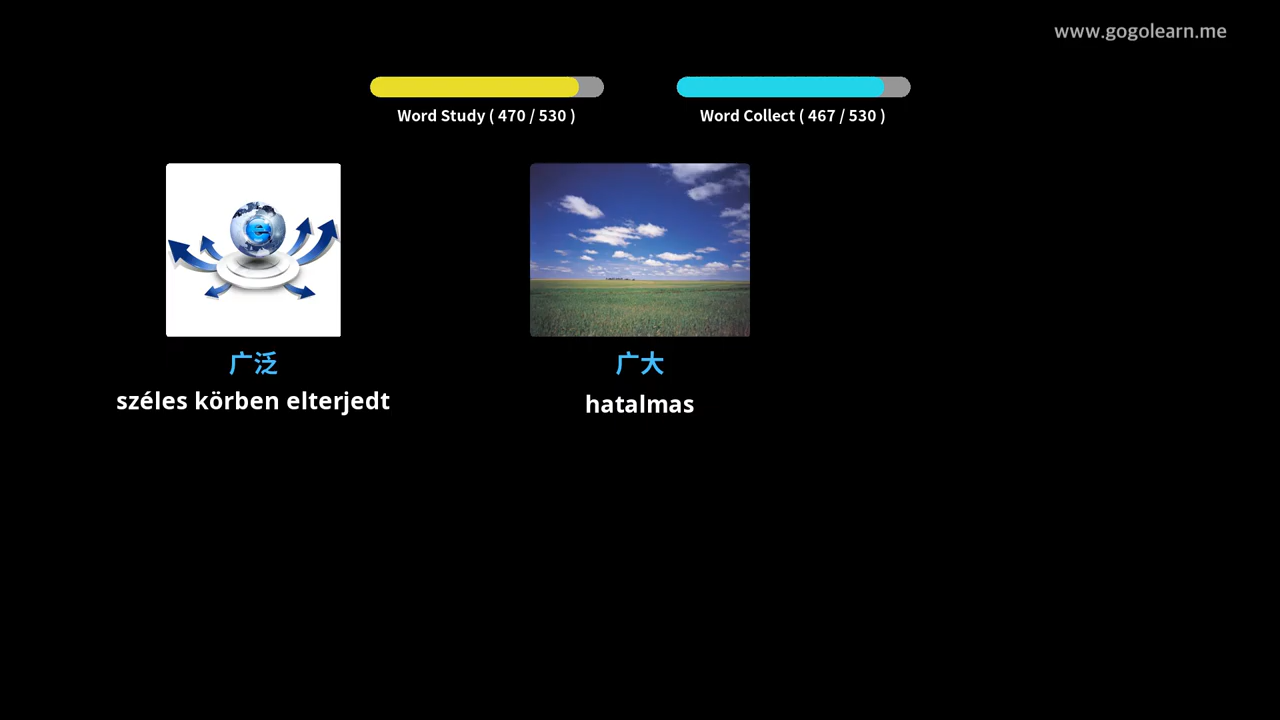 www.gogolearn.me
Word Study ( 470 / 530 )
Word Collect ( 467 / 530 )
e
广泛
széles körben elterjedt
广大
hatalmas